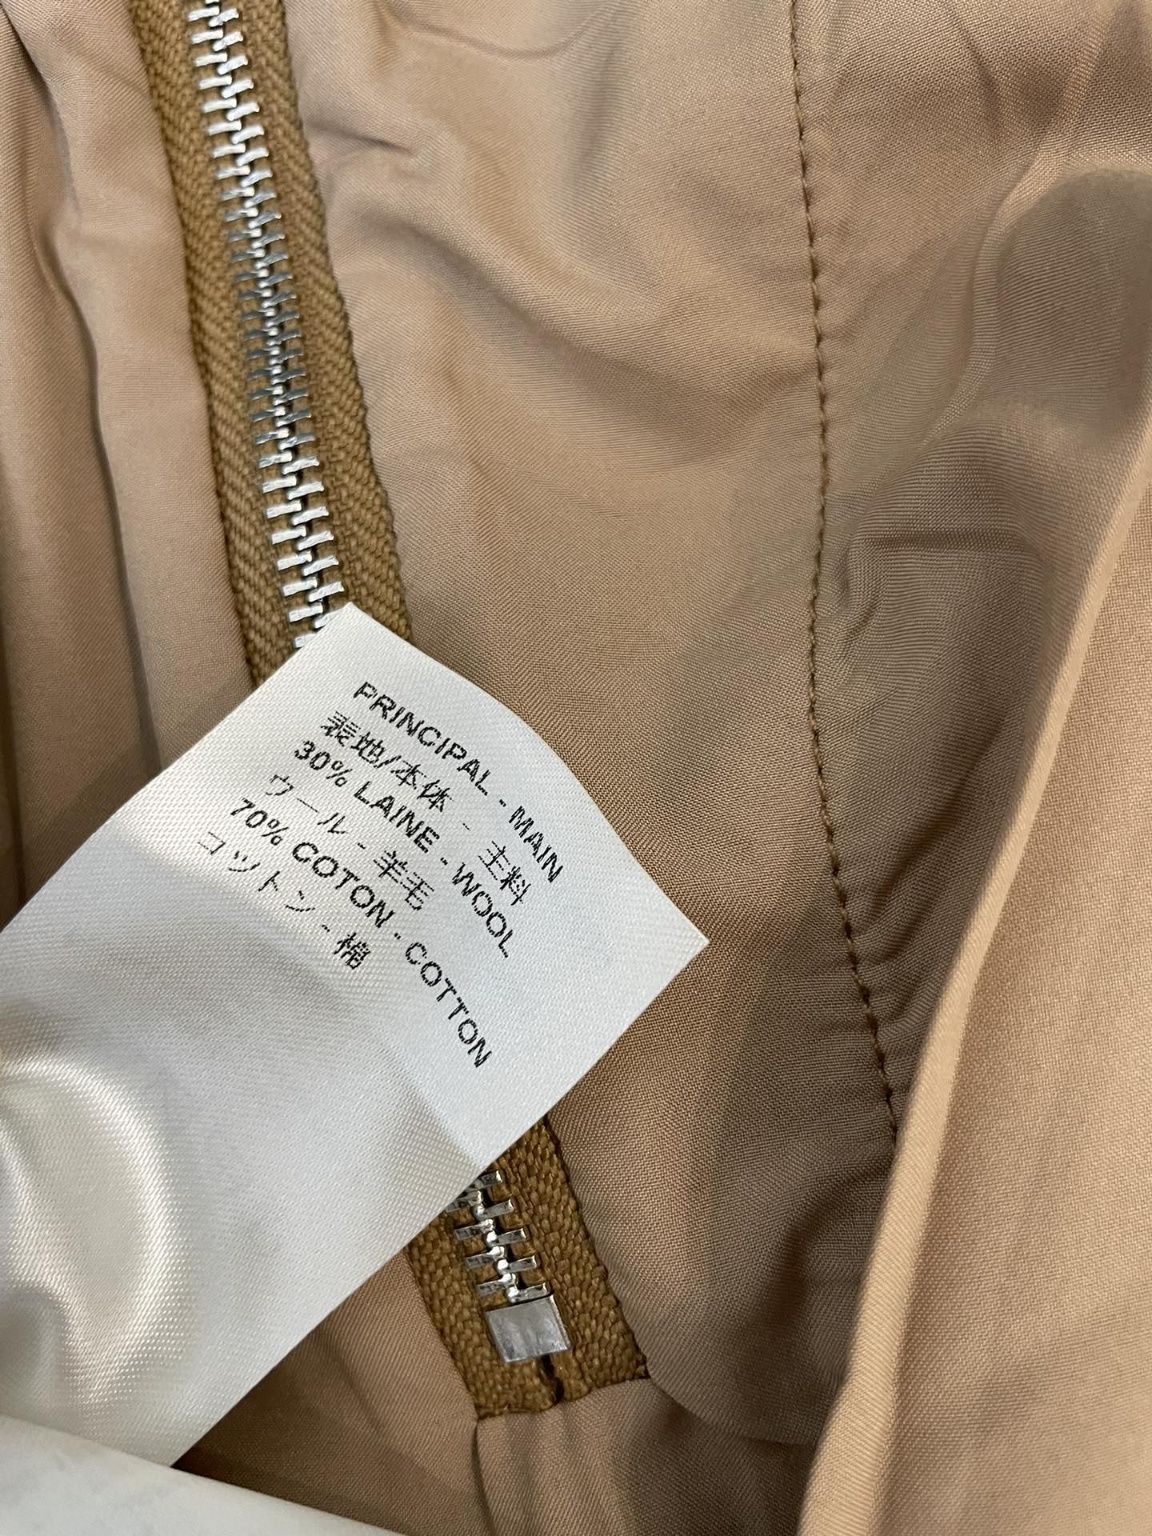 PRINCIPAL - MAIN
表地/本体 - 主料
30% LAINE - WOOL
ウール - 羊毛
70% COTON - COTTON
コットン - 棉